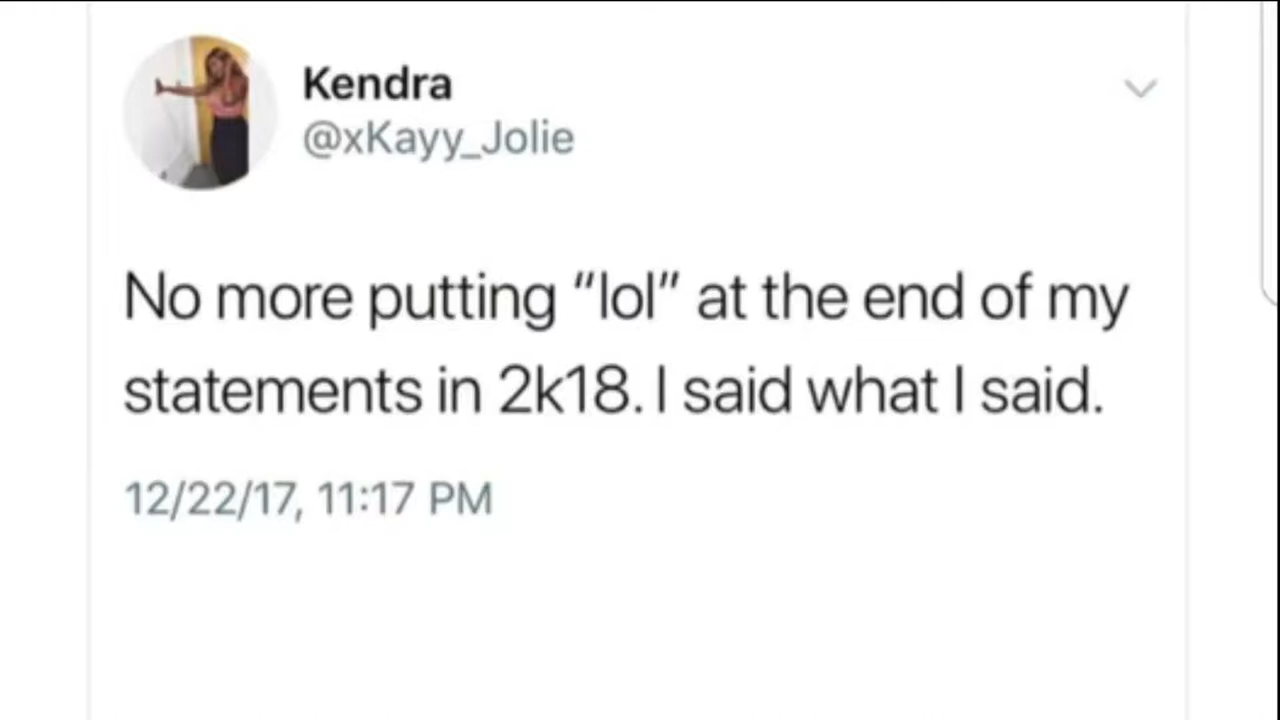 Kendra
@xKayy_Jolie
No more putting “lol” at the end of my
statements in 2k18. I said what I said.
12/22/17, 11:17 PM